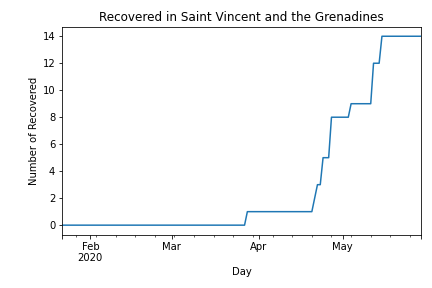 Recovered in Saint Vincent and the Grenadines
14
12
10
8
6
4
2
0
Number of Recovered
Feb
2020
Mar
Apr
May
Day